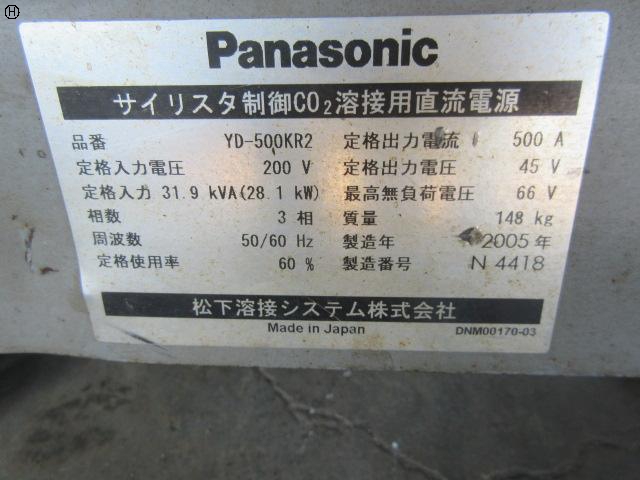 H
Panasonic
サイリスタ制御CO₂溶接用直流電源
品番 YD-500KR2 定格出力電流 500 A
定格入力電圧 200 V 定格出力電圧 45 V
定格入力 31.9 kVA(28.1 kW) 最高無負荷電圧 66 V
相数 3 相 質量 148 kg
周波数 50/60 Hz 製造年 2005 年
定格使用率 60 % 製造番号 N 4418
松下溶接システム株式会社
Made in Japan DNM00170-03